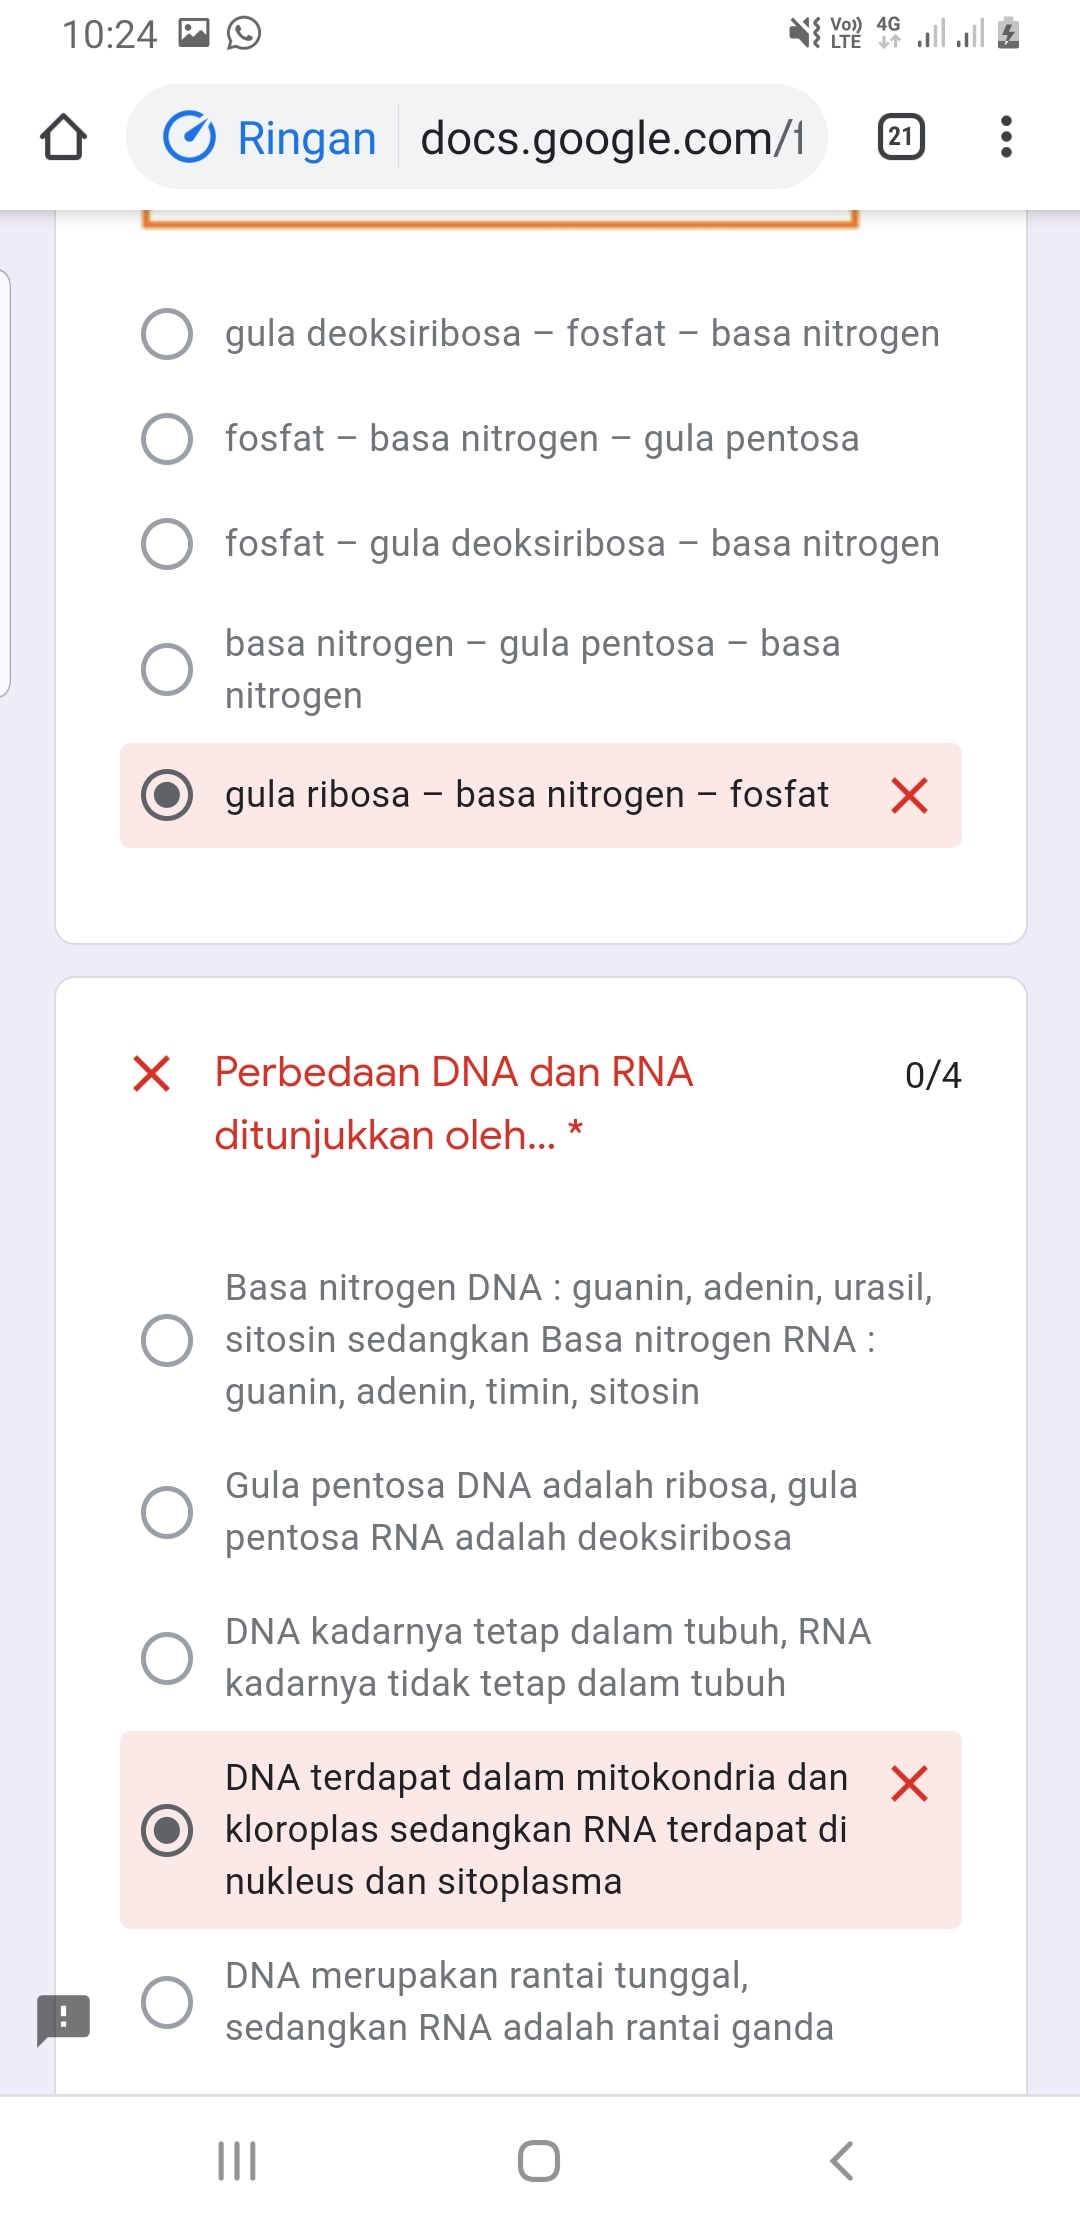 10:24
Vo)) LTE 4G
Ringan docs.google.com/f
21
gula deoksiribosa – fosfat – basa nitrogen
fosfat – basa nitrogen – gula pentosa
fosfat – gula deoksiribosa – basa nitrogen
basa nitrogen – gula pentosa – basa
nitrogen
gula ribosa – basa nitrogen – fosfat
Perbedaan DNA dan RNA 0/4
ditunjukkan oleh... *
Basa nitrogen DNA : guanin, adenin, urasil,
sitosin sedangkan Basa nitrogen RNA :
guanin, adenin, timin, sitosin
Gula pentosa DNA adalah ribosa, gula
pentosa RNA adalah deoksiribosa
DNA kadarnya tetap dalam tubuh, RNA
kadarnya tidak tetap dalam tubuh
DNA terdapat dalam mitokondria dan
kloroplas sedangkan RNA terdapat di
nukleus dan sitoplasma
DNA merupakan rantai tunggal,
sedangkan RNA adalah rantai ganda